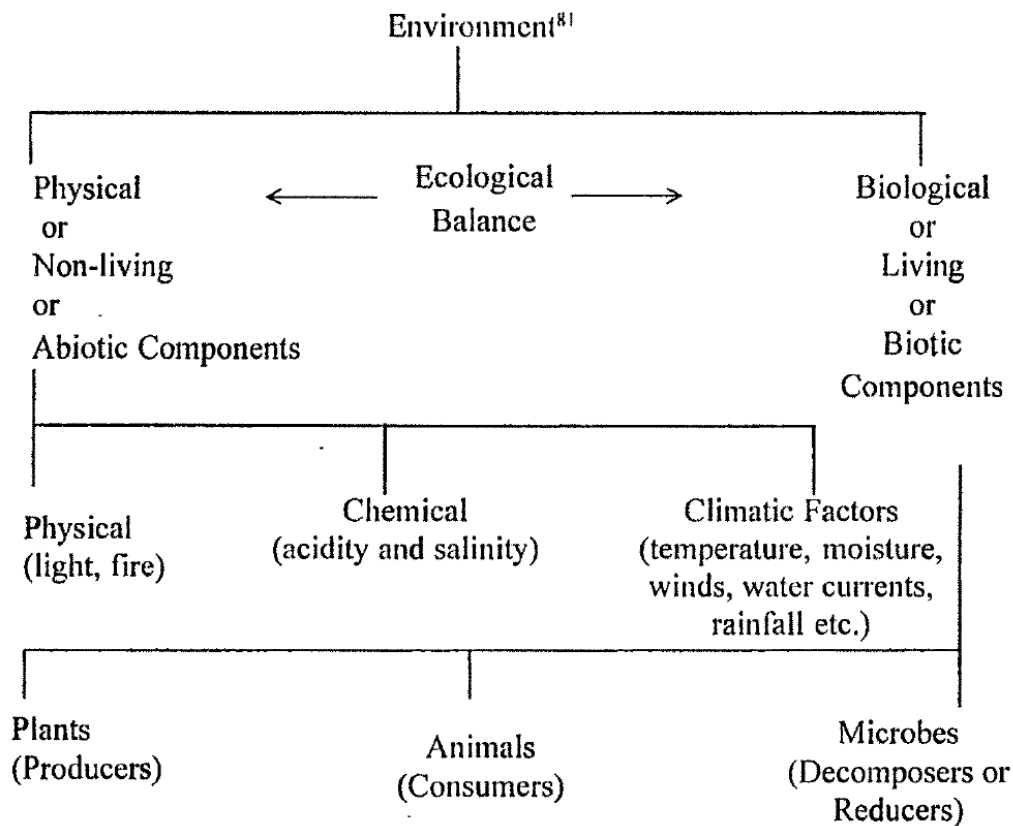 Environment⁸¹
Physical
or
Non-living
or
Abiotic Components
Ecological
Balance
Biological
or
Living
or
Biotic
Components
Physical
(light, fire)
Chemical
(acidity and salinity)
Climatic Factors
(temperature, moisture,
winds, water currents,
rainfall etc.)
Plants
(Producers)
Animals
(Consumers)
Microbes
(Decomposers or
Reducers)